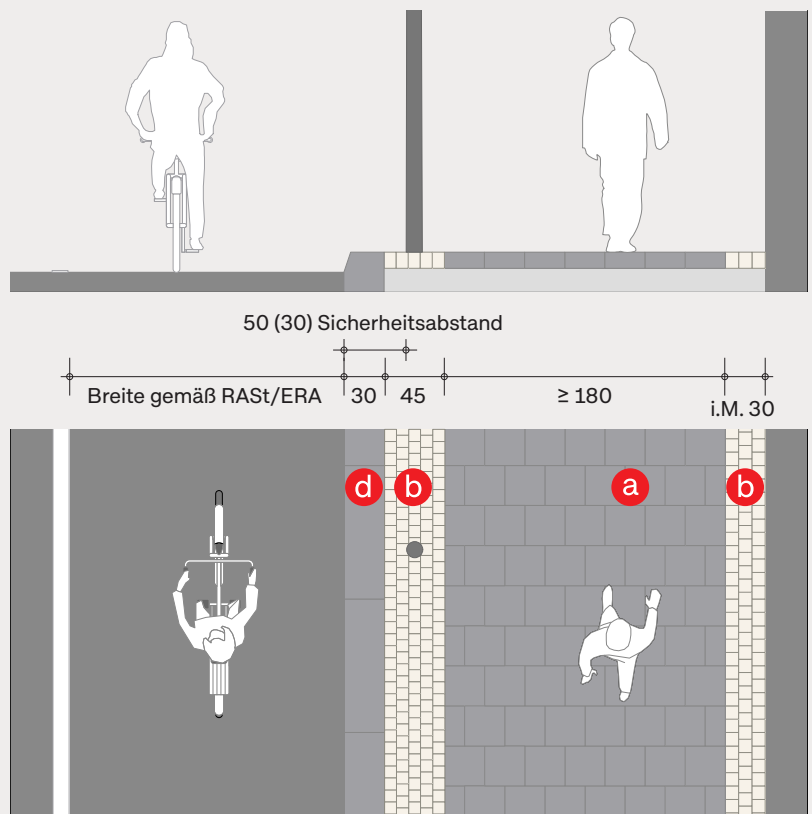 50 (30) Sicherheitsabstand
Breite gemäß RASt/ERA 30 45 ≥ 180 i.M. 30
d b a b